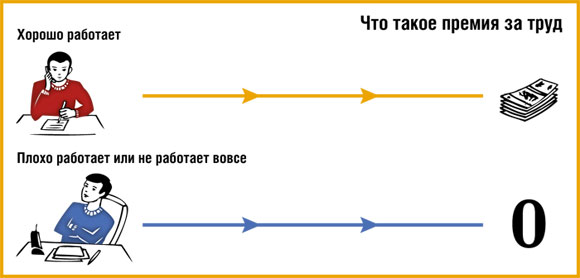 Что такое премия за труд
Хорошо работает
Плохо работает или не работает вовсе
0